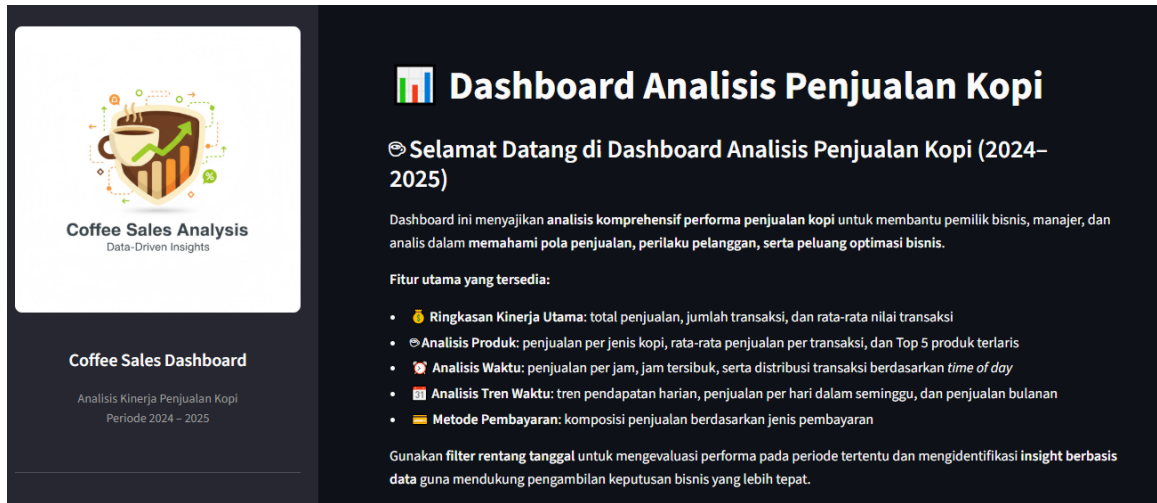 Coffee Sales Analysis
Data-Driven Insights
Coffee Sales Dashboard
Analisis Kinerja Penjualan Kopi
Periode 2024 – 2025
📊 Dashboard Analisis Penjualan Kopi
Selamat Datang di Dashboard Analisis Penjualan Kopi (2024–
2025)
Dashboard ini menyajikan analisis komprehensif performa penjualan kopi untuk membantu pemilik bisnis, manajer, dan
analis dalam memahami pola penjualan, perilaku pelanggan, serta peluang optimasi bisnis.
Fitur utama yang tersedia:
• 💰 Ringkasan Kinerja Utama: total penjualan, jumlah transaksi, dan rata-rata nilai transaksi
• Analisis Produk: penjualan per jenis kopi, rata-rata penjualan per transaksi, dan Top 5 produk terlaris
• ⏰ Analisis Waktu: penjualan per jam, jam tersibuk, serta distribusi transaksi berdasarkan time of day
• 📅 Analisis Tren Waktu: tren pendapatan harian, penjualan per hari dalam seminggu, dan penjualan bulanan
• 💳 Metode Pembayaran: komposisi penjualan berdasarkan jenis pembayaran
Gunakan filter rentang tanggal untuk mengevaluasi performa pada periode tertentu dan mengidentifikasi insight berbasis
data guna mendukung pengambilan keputusan bisnis yang lebih tepat.